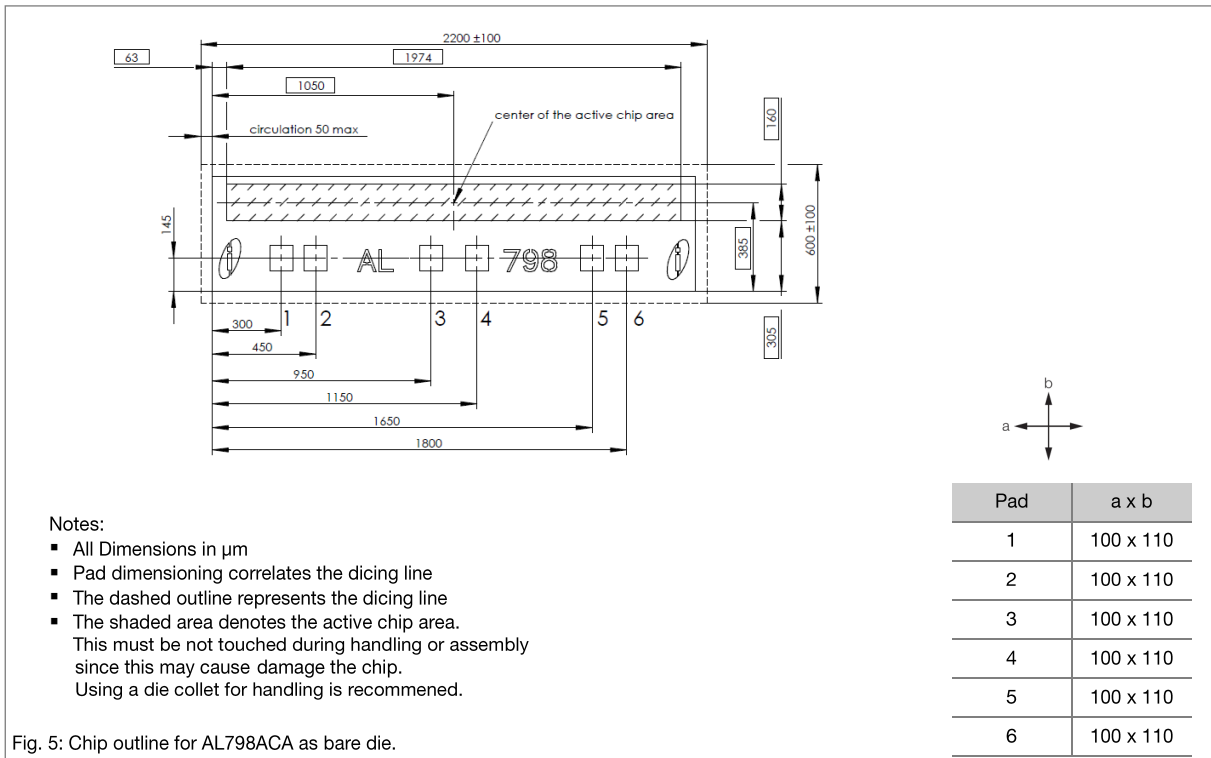 2200 ±100
63
1974
1050
center of the active chip area
circulation 50 max
160
145
385
600 ±100
AL
798
305
1 2 3 4 5 6
300
450
950
1150
1650
1800
b
a
Notes:
▪ All Dimensions in µm
▪ Pad dimensioning correlates the dicing line
▪ The dashed outline represents the dicing line
▪ The shaded area denotes the active chip area.
This must be not touched during handling or assembly
since this may cause damage the chip.
Using a die collet for handling is recommened.
Pad a x b
1 100 x 110
2 100 x 110
3 100 x 110
4 100 x 110
5 100 x 110
6 100 x 110
Fig. 5: Chip outline for AL798ACA as bare die.